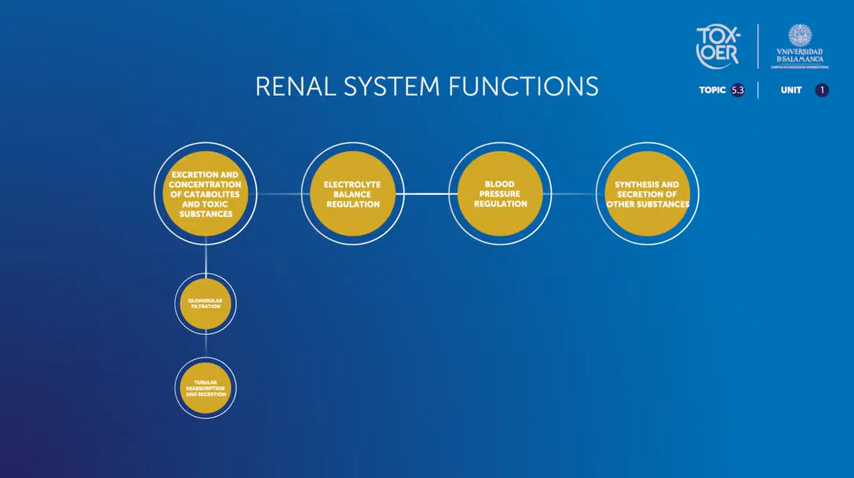 TOX-
OER
VNIVERSIDAD
D SALAMANCA
TOPIC 5.3
UNIT 1
RENAL SYSTEM FUNCTIONS
EXCRETION AND
CONCENTRATION
OF CATABOLITES
AND TOXIC
SUBSTANCES
ELECTROLYTE
BALANCE
REGULATION
BLOOD
PRESSURE
REGULATION
SYNTHESIS AND
SECRETION OF
OTHER SUBSTANCES
GLOMERULAR
FILTRATION
TUBULAR
REABSORPTION
AND SECRETION